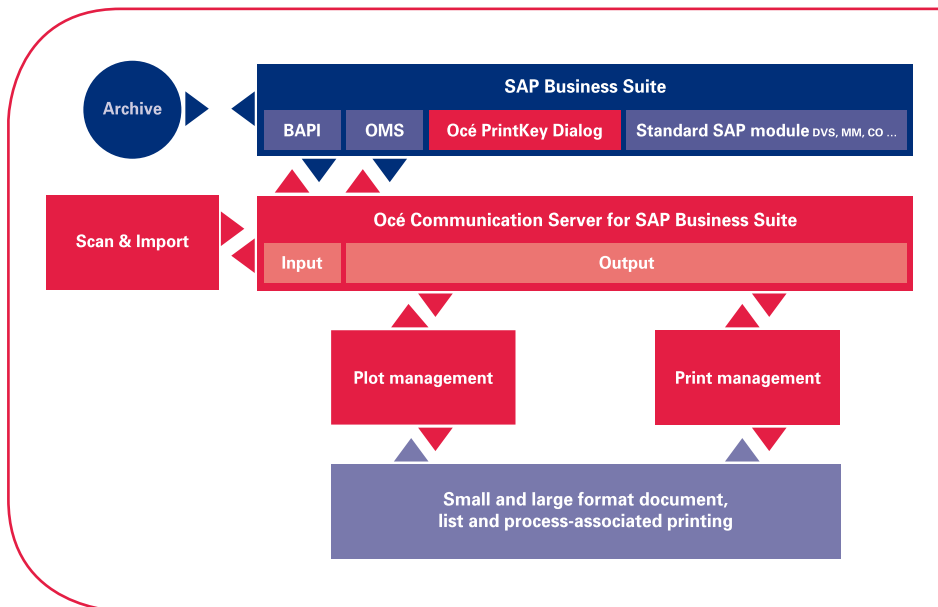 SAP Business Suite
Archive
BAPI
OMS
Océ PrintKey Dialog
Standard SAP module DVS, MM, CO ...
Océ Communication Server for SAP Business Suite
Scan & Import
Input
Output
Plot management
Print management
Small and large format document,
list and process-associated printing